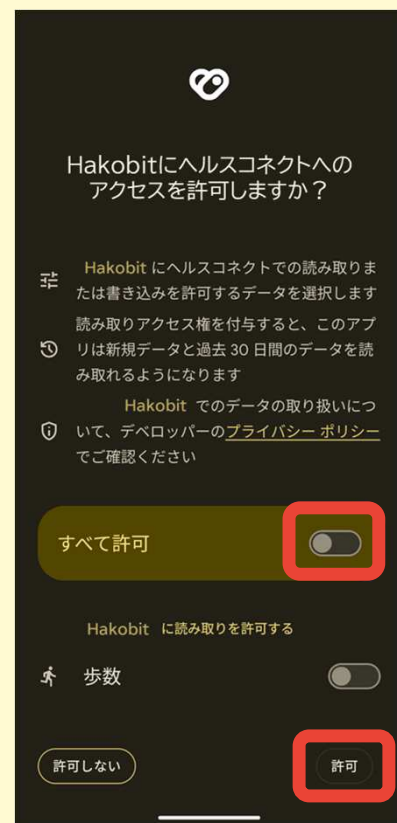 Hakobitにヘルスコネクトへの
アクセスを許可しますか？
Hakobit にヘルスコネクトでの読み取りま
たは書き込みを許可するデータを選択します
読み取りアクセス権を付与すると、このアプ
リは新規データと過去 30 日間のデータを読
み取れるようになります
Hakobit でのデータの取り扱いにつ
いて、デベロッパーのプライバシー ポリシー
でご確認ください
すべて許可
Hakobit に読み取りを許可する
歩数
許可しない
許可